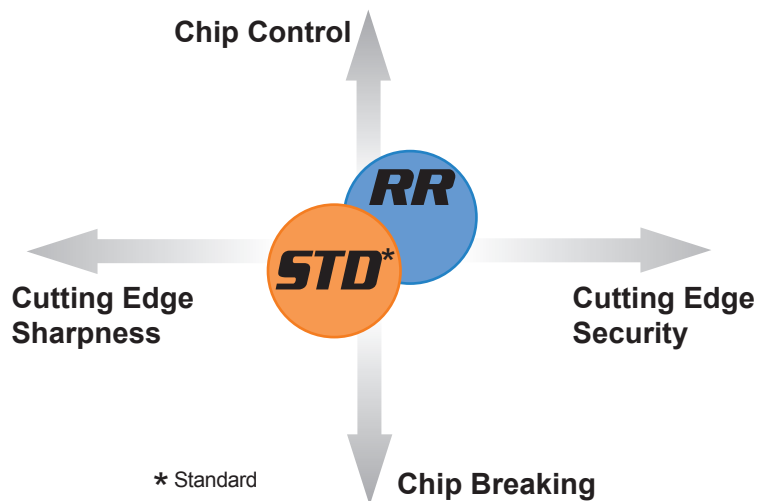 Chip Control
RR
STD*
Cutting Edge
Sharpness
Cutting Edge
Security
* Standard
Chip Breaking